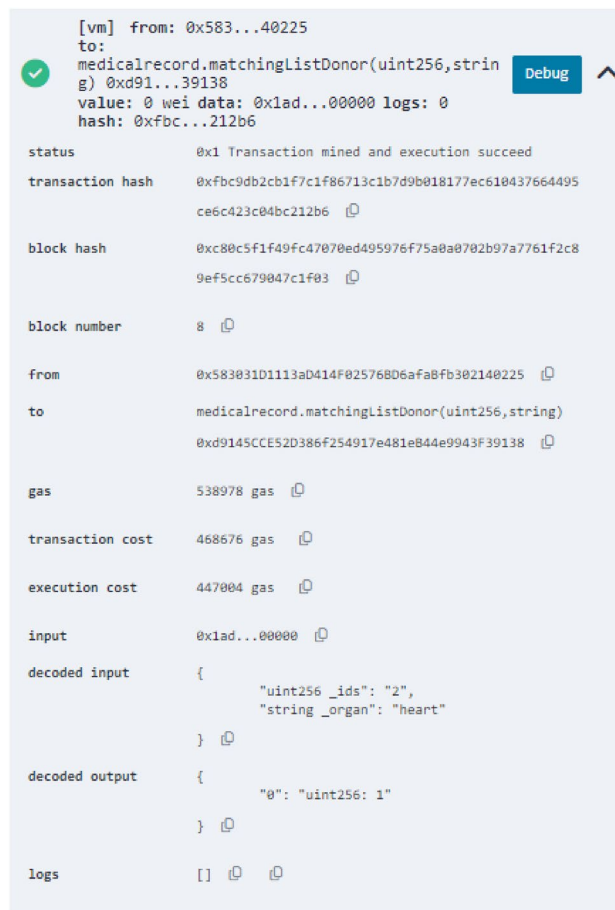 [vm] from: 0x583...40225
to:
medicalrecord.matchingListDonor(uint256,strin
g) 0xd91...39138
value: 0 wei data: 0x1ad...00000 logs: 0
hash: 0xfbc...212b6
Debug
status 0x1 Transaction mined and execution succeed
transaction hash 0xfbc9db2cb1f7c1f86713c1b7d9b018177ec610437664495
ce6c423c04bc212b6
block hash 0xc80c5f1f49fc47070ed495976f75a0a0702b97a7761f2c8
9ef5cc679047c1f03
block number 8
from 0x583031D1113aD414F02576BD6afaBfb302140225
to medicalrecord.matchingListDonor(uint256,string)
0xd9145CCE52D386f254917e481eB44e9943F39138
gas 538978 gas
transaction cost 468676 gas
execution cost 447004 gas
input 0x1ad...00000
decoded input {
"uint256 _ids": "2",
"string _organ": "heart"
}
decoded output {
"0": "uint256: 1"
}
logs []